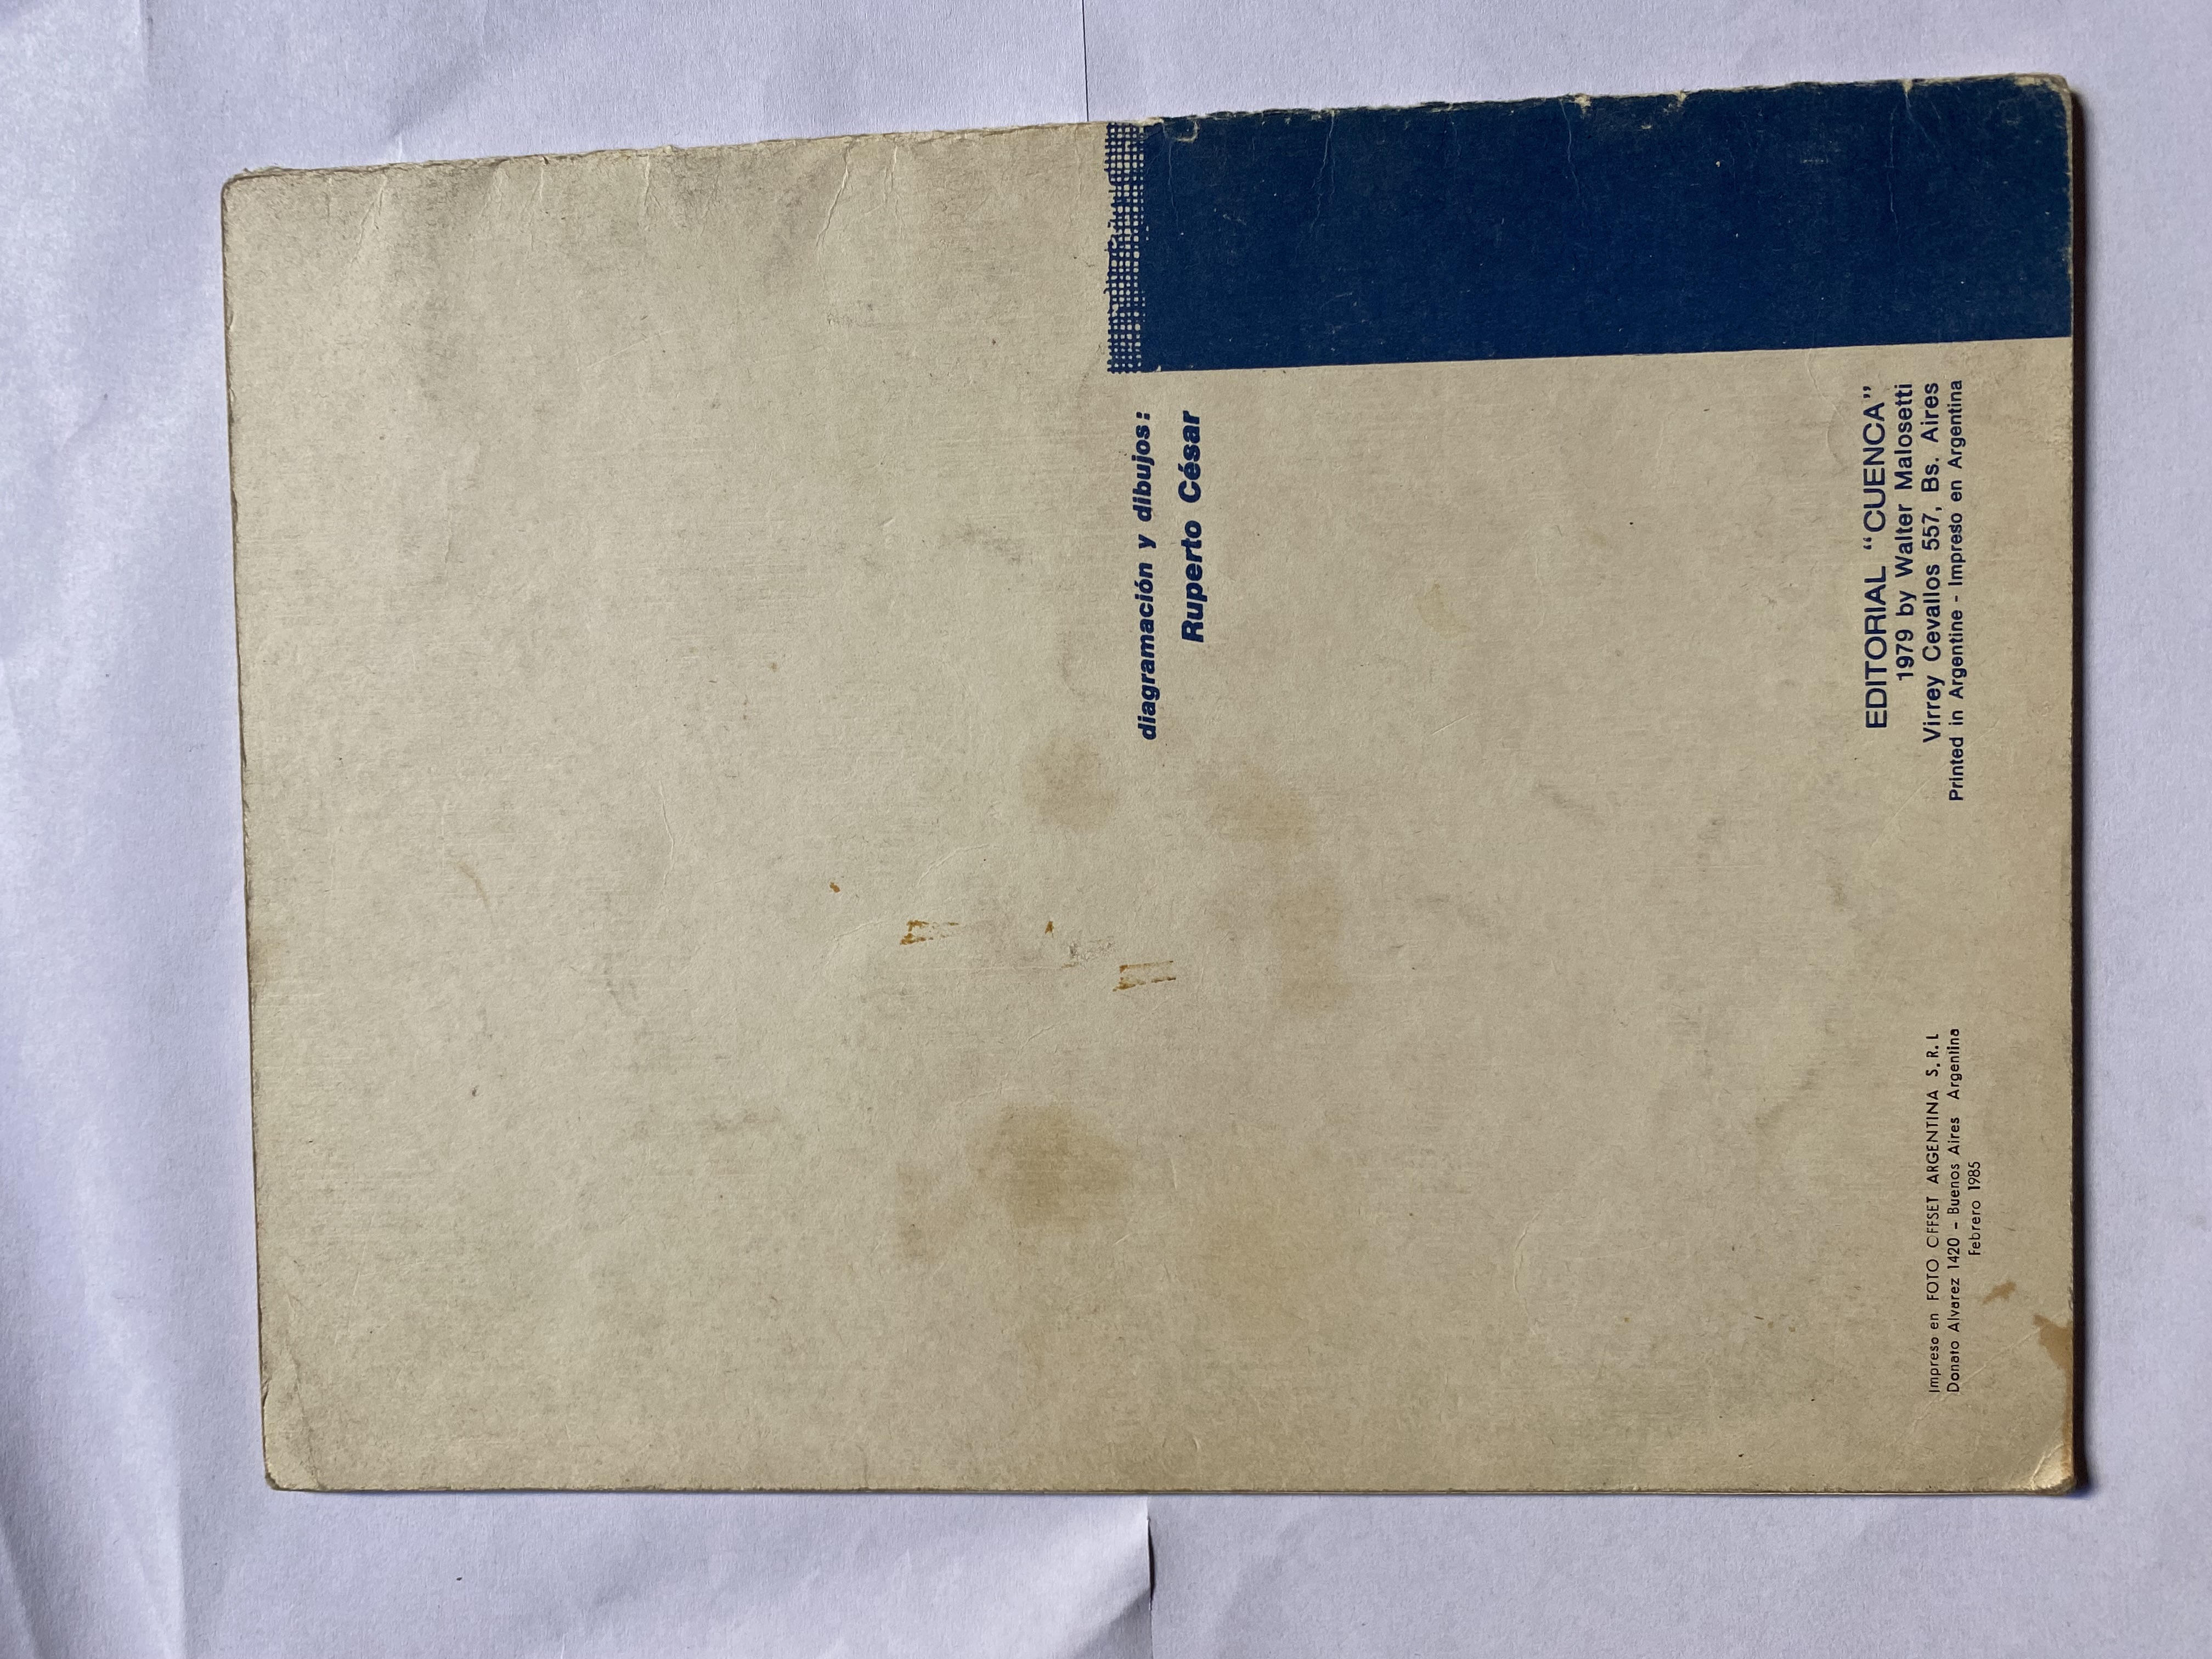 diagramación y dibujos:
Ruperto César
EDITORIAL “CUENCA”
1979 by Walter Malosetti
Virrey Cevallos 557, Bs. Aires
Printed in Argentine - Impreso en Argentina
Impreso en FOTO OFFSET ARGENTINA S.R.L
Donato Alvarez 1420 – Buenos Aires Argentina
Febrero 1985